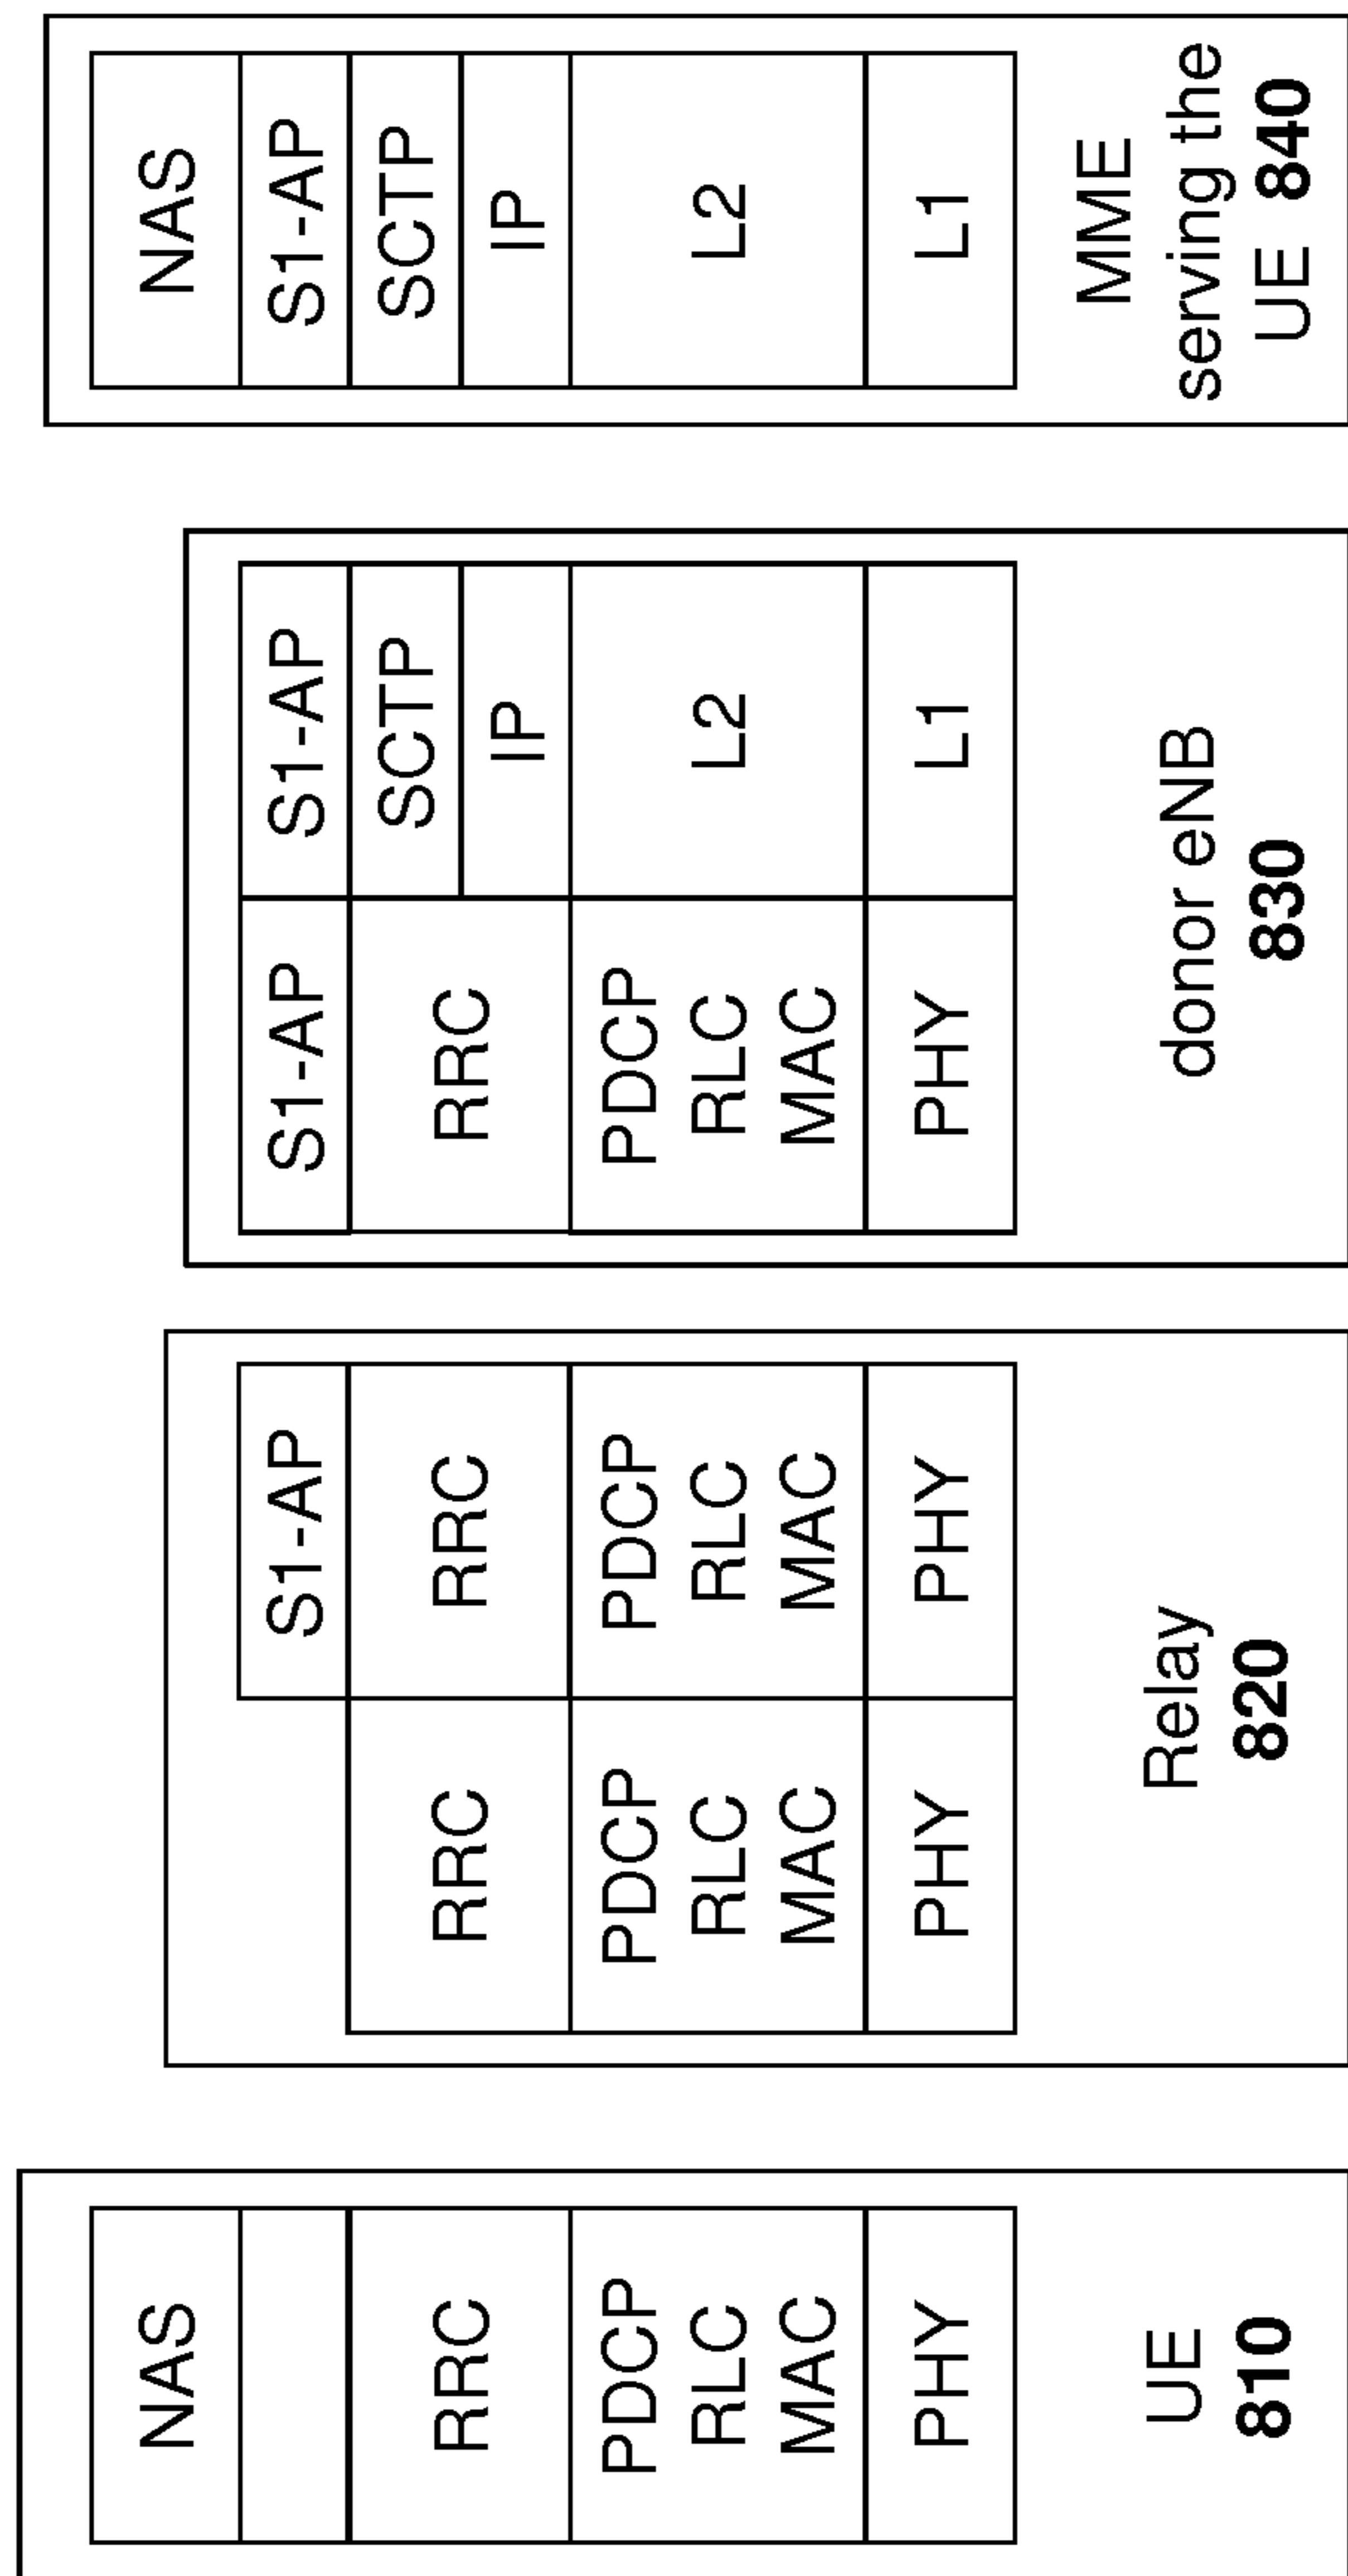 NAS
RRC
PDCP
RLC
MAC
PHY
UE
810
RRC
PDCP
RLC
MAC
PHY
S1-AP
RRC
PDCP
RLC
MAC
PHY
Relay
820
S1-AP
RRC
PDCP
RLC
MAC
PHY
S1-AP
SCTP
IP
L2
L1
donor eNB
830
NAS
S1-AP
SCTP
IP
L2
L1
MME
serving the
UE 840